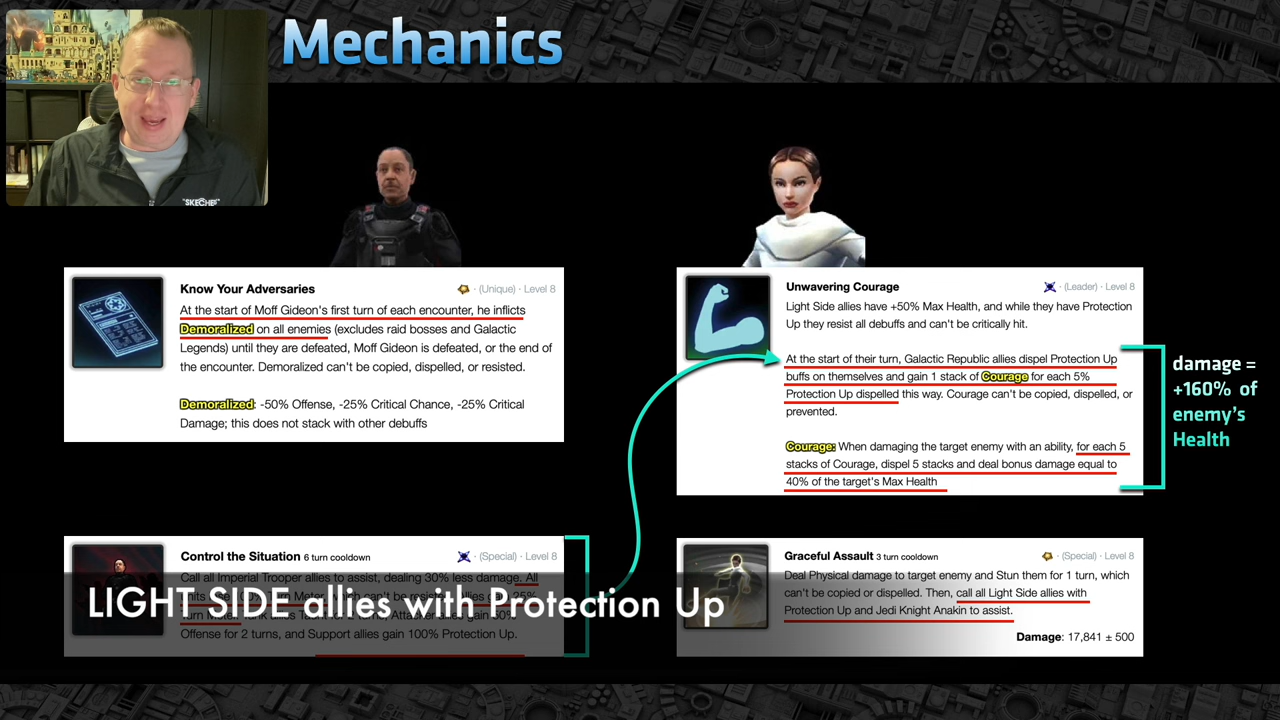 Mechanics
"SKECHE
Know Your Adversaries
· (Unique) · Level 8
At the start of Moff Gideon's first turn of each encounter, he inflicts
Demoralized on all enemies (excludes raid bosses and Galactic
Legends) until they are defeated, Moff Gideon is defeated, or the end of
the encounter. Demoralized can't be copied, dispelled, or resisted.
Demoralized: -50% Offense, -25% Critical Chance, -25% Critical
Damage; this does not stack with other debuffs
Unwavering Courage
· (Leader) · Level 8
Light Side allies have +50% Max Health, and while they have Protection
Up they resist all debuffs and can't be critically hit.
At the start of their turn, Galactic Republic allies dispel Protection Up
buffs on themselves and gain 1 stack of Courage for each 5%
Protection Up dispelled this way. Courage can't be copied, dispelled, or
prevented.
Courage: When damaging the target enemy with an ability, for each 5
stacks of Courage, dispel 5 stacks and deal bonus damage equal to
40% of the target's Max Health
damage =
+160% of
enemy's
Health
Control the Situation 6 turn cooldown
· (Special) · Level 8
Call all Imperial Trooper allies to assist, dealing 30% less damage. All
Turn Meter
Offense for 2 turns, and Support allies gain 100% Protection Up.
LIGHT SIDE allies with Protection Up
Graceful Assault 3 turn cooldown
· (Special) · Level 8
Deal Physical damage to target enemy and Stun them for 1 turn, which
can't be copied or dispelled. Then, call all Light Side allies with
Protection Up and Jedi Knight Anakin to assist.
Damage: 17,841 ± 500